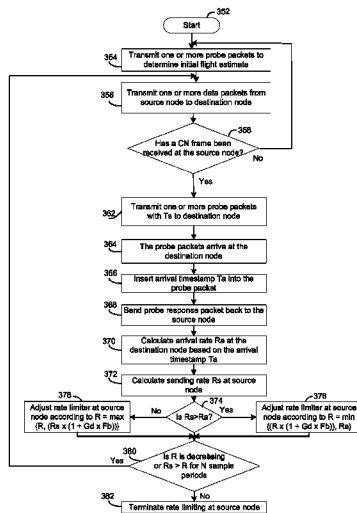 352
Start
354
Transmit one or more probe packets to
determine initial flight estimate
356
Transmit one or more data packets from
source node to destination node
358
Has a CN frame been
received at the source node?
No
Yes
362
Transmit one or more probe packets
with Ts to destination node
364
The probe packets arrive at the
destination node
366
Insert arrival timestamp Ta into the
probe packet
368
Send probe response packet back to the
source node
370
Calculate arrival rate Ra at the
destination node based on the arrival
timestamp Ta
372
Calculate sending rate Rs at source
node
374
Is Rs>Ra?
No
Yes
378
Adjust rate limiter at source
node according to R = max
{R, (Rs x (1 + Gd x Fb))}
378
Adjust rate limiter at source
node according to R = min
{(R x (1 + Gd x Fb)), Ra}
380
Is R is decreasing
or Rs > R for N sample
periods
Yes
No
382
Terminate rate limiting at source node